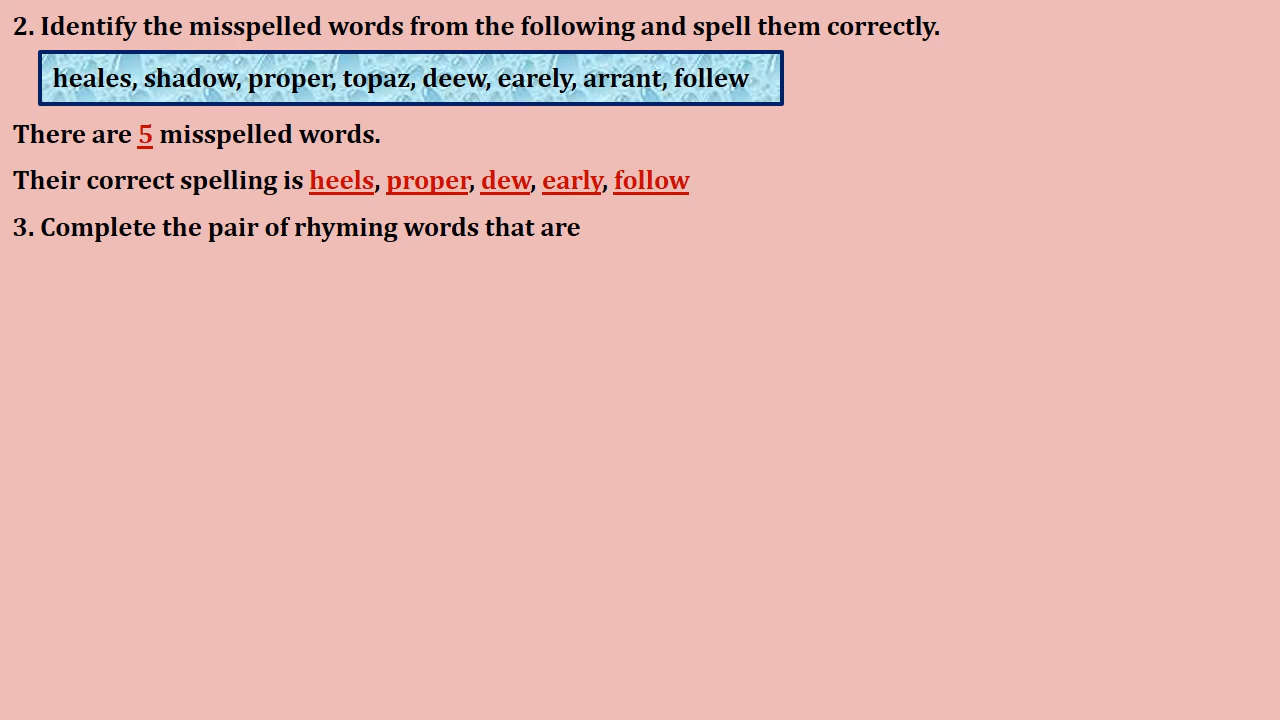 2. Identify the misspelled words from the following and spell them correctly.
heales, shadow, proper, topaz, deew, earely, arrant, follew
There are 5 misspelled words.
Their correct spelling is heels, proper, dew, early, follow
3. Complete the pair of rhyming words that are